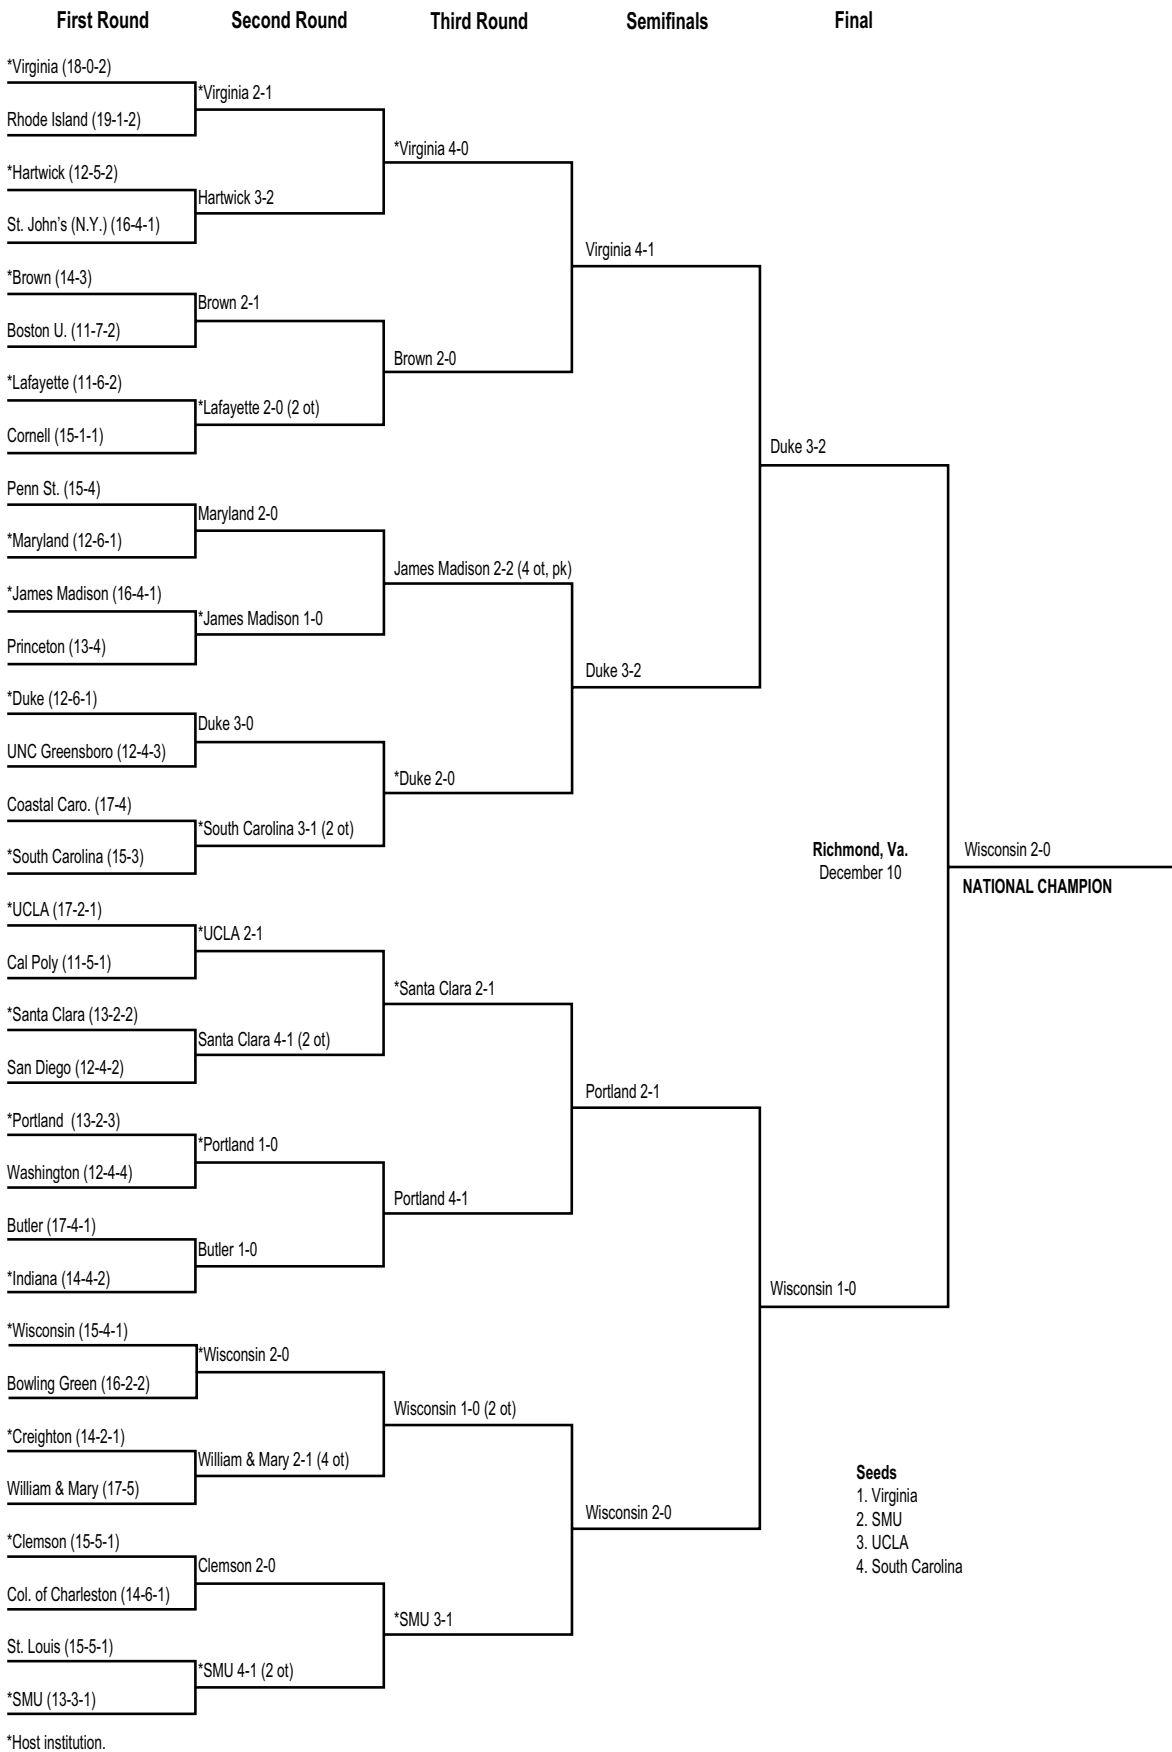 First Round Second Round Third Round Semifinals Final
*Virginia (18-0-2)
Rhode Island (19-1-2)
*Hartwick (12-5-2)
St. John's (N.Y.) (16-4-1)
*Brown (14-3)
Boston U. (11-7-2)
*Lafayette (11-6-2)
Cornell (15-1-1)
Penn St. (15-4)
*Maryland (12-6-1)
*James Madison (16-4-1)
Princeton (13-4)
*Duke (12-6-1)
UNC Greensboro (12-4-3)
Coastal Caro. (17-4)
*South Carolina (15-3)
*UCLA (17-2-1)
Cal Poly (11-5-1)
*Santa Clara (13-2-2)
San Diego (12-4-2)
*Portland (13-2-3)
Washington (12-4-4)
Butler (17-4-1)
*Indiana (14-4-2)
*Wisconsin (15-4-1)
Bowling Green (16-2-2)
*Creighton (14-2-1)
William & Mary (17-5)
*Clemson (15-5-1)
Col. of Charleston (14-6-1)
St. Louis (15-5-1)
*SMU (13-3-1)
*Host institution.
*Virginia 2-1
Hartwick 3-2
Brown 2-1
*Lafayette 2-0 (2 ot)
Maryland 2-0
*James Madison 1-0
Duke 3-0
*South Carolina 3-1 (2 ot)
*UCLA 2-1
Santa Clara 4-1 (2 ot)
*Portland 1-0
Butler 1-0
*Wisconsin 2-0
William & Mary 2-1 (4 ot)
Clemson 2-0
*SMU 4-1 (2 ot)
*Virginia 4-0
Brown 2-0
James Madison 2-2 (4 ot, pk)
*Duke 2-0
*Santa Clara 2-1
Portland 4-1
Wisconsin 1-0 (2 ot)
*SMU 3-1
Virginia 4-1
Duke 3-2
Portland 2-1
Wisconsin 2-0
Duke 3-2
Wisconsin 1-0
Richmond, Va.
December 10
Wisconsin 2-0
NATIONAL CHAMPION
Seeds
1. Virginia
2. SMU
3. UCLA
4. South Carolina